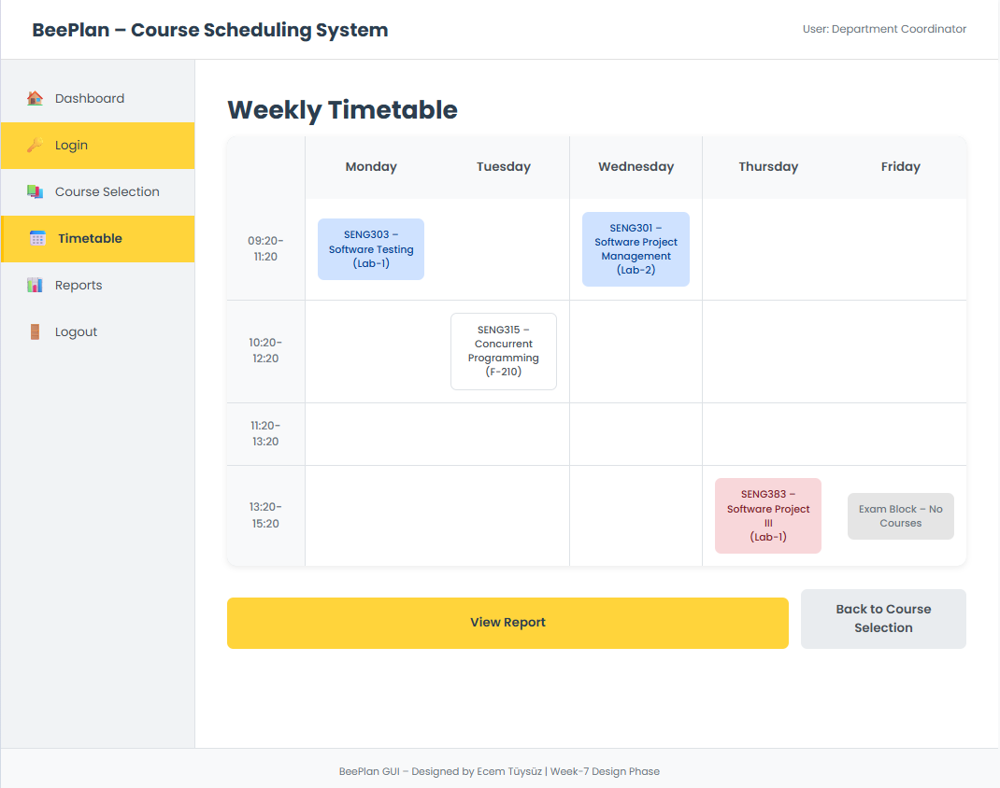 BeePlan – Course Scheduling System
User: Department Coordinator
Dashboard
Login
Course Selection
Timetable
Reports
Logout
Weekly Timetable
Monday
Tuesday
Wednesday
Thursday
Friday
09:20-
11:20
SENG303 –
Software Testing
(Lab-1)
SENG301 –
Software Project
Management
(Lab-2)
10:20-
12:20
SENG315 –
Concurrent
Programming
(F-210)
11:20-
13:20
13:20-
15:20
SENG383 –
Software Project
III
(Lab-1)
Exam Block – No
Courses
View Report
Back to Course
Selection
BeePlan GUI – Designed by Ecem Tüysüz | Week-7 Design Phase